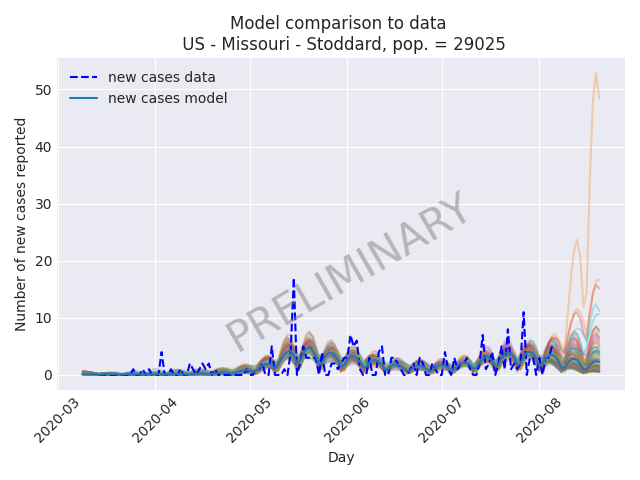 Model comparison to data
US - Missouri - Stoddard, pop. = 29025
new cases data
new cases model
PRELIMINARY
Number of new cases reported
50
40
30
20
10
0
2020-03
2020-04
2020-05
2020-06
2020-07
2020-08
Day